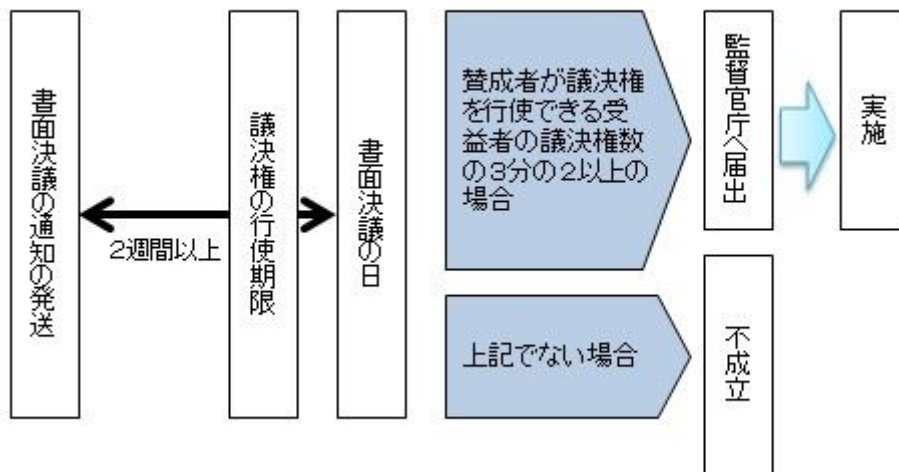 書面決議の通知の発送
2週間以上
議決権の行使期限
書面決議の日
賛成者が議決権
を行使できる受
益者の議決権数
の3分の2以上の
場合
監督官庁へ届出
実施
上記でない場合
不成立